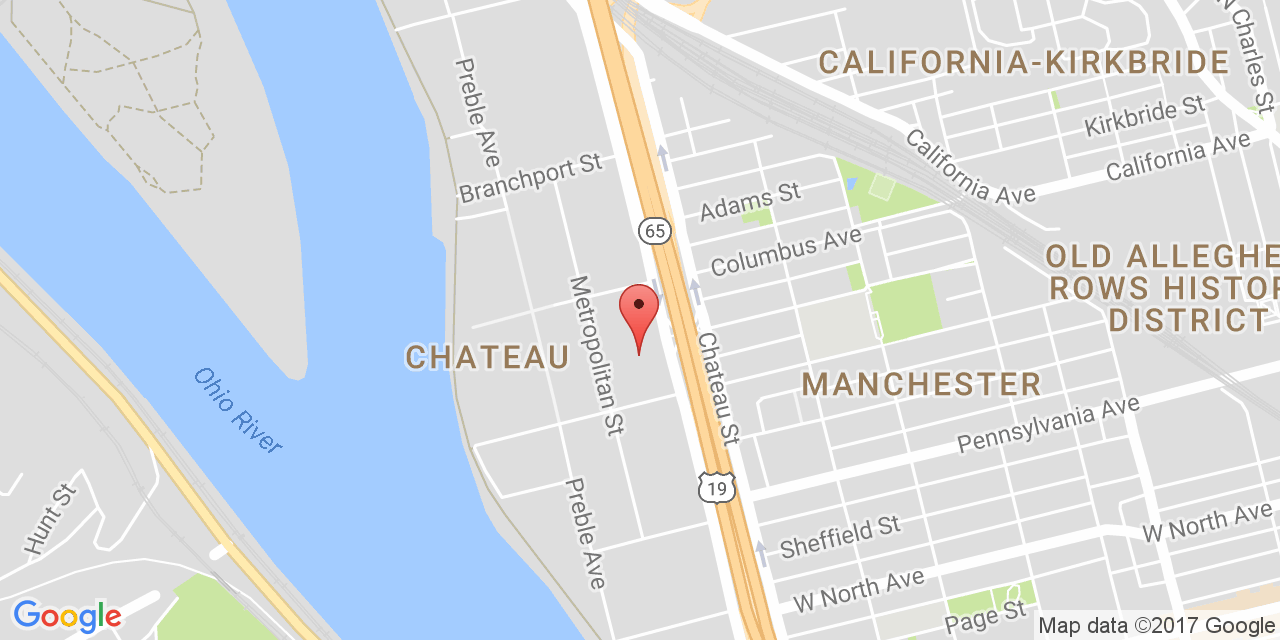 N Charles St
CALIFORNIA-KIRKBRIDE
Preble Ave
Kirkbride St
California Ave
California Ave
Branchport St
Adams St
65
Columbus Ave
OLD ALLEGHE
ROWS HISTOR
DISTRICT
Metropolitan St
CHATEAU
Chateau St
MANCHESTER
Ohio River
Pennsylvania Ave
19
Hunt St
Preble Ave
Sheffield St
W North Ave
W North Ave
Page St
Google
Map data ©2017 Google